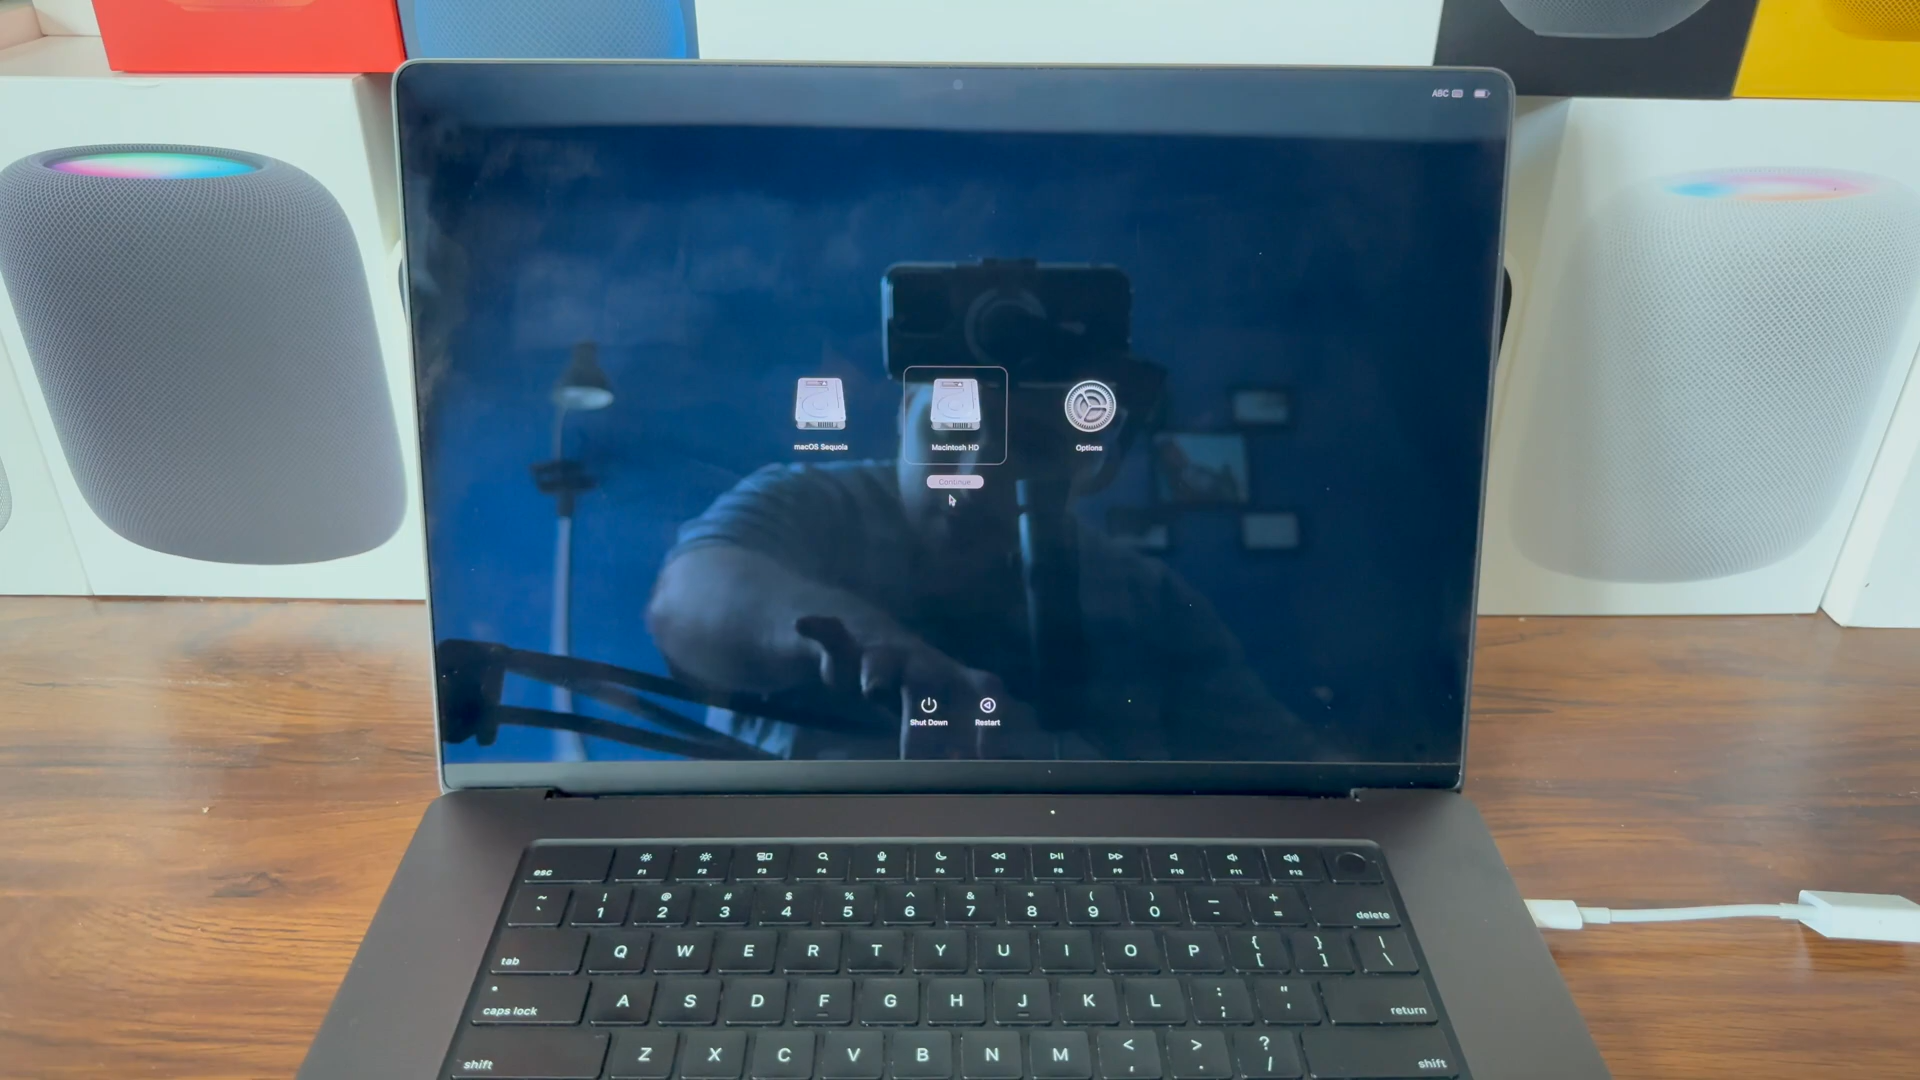 ABC
macOS Sequoia
Macintosh HD
Options
Continue
Shut Down
Restart
esc
F1
F2
F3
F4
F5
F6
F7
F8
F9
F10
F11
F12
~ ! @ # $ % ^ & * ( ) _ +
` 1 2 3 4 5 6 7 8 9 0 - = delete
tab Q W E R T Y U I O P { [ } ] | \
caps lock A S D F G H J K L : ; " ' return
shift Z X C V B N M < , > . ? / shift